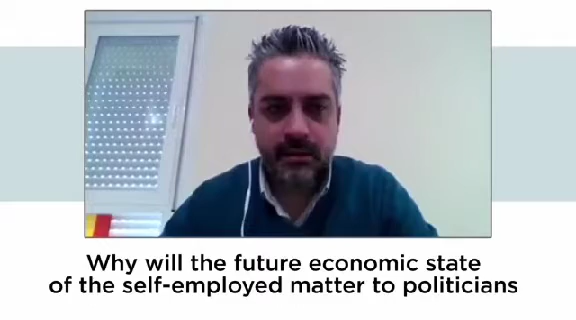 Why will the future economic state
of the self-employed matter to politicians